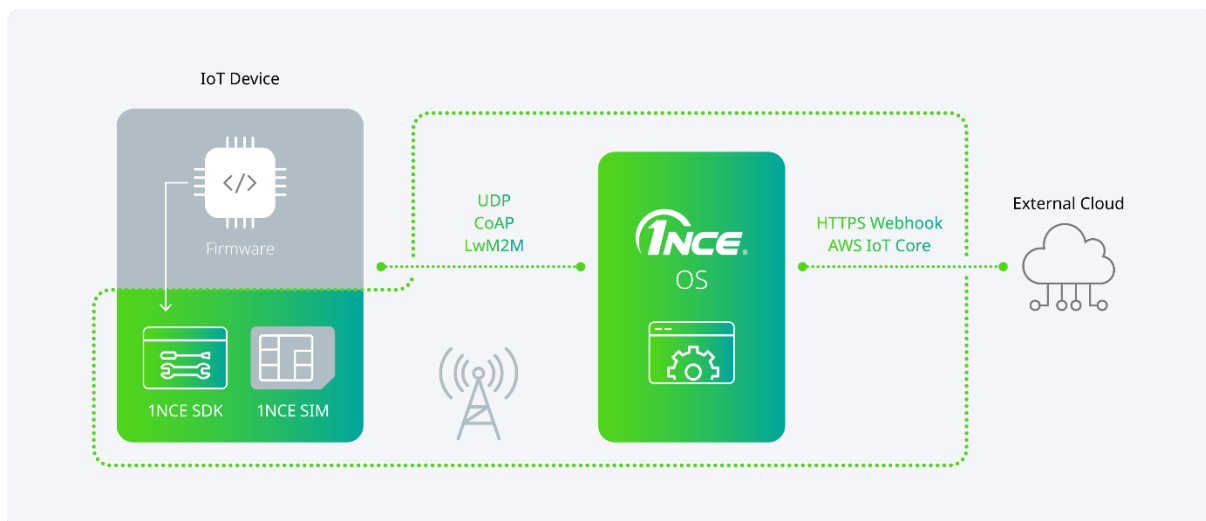 IoT Device
</>
Firmware
1NCE SDK
1NCE SIM
UDP
CoAP
LwM2M
1NCE®
OS
HTTPS Webhook
AWS IoT Core
External Cloud